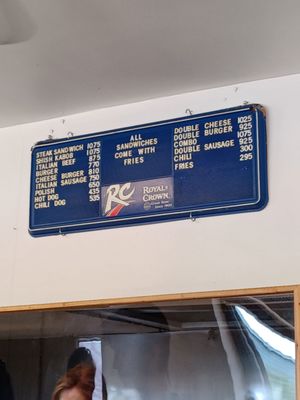 STEAK SANDWICH 1075
SHISH KABOB 1075
ITALIAN BEEF 875
BURGER 770
CHEESE BURGER 810
ITALIAN SAUSAGE 750
POLISH 650
HOT DOG 435
CHILI DOG 535
ALL
SANDWICHES
COME WITH
FRIES
RC
ROYAL
CROWN
DOUBLE CHEESE 1025
DOUBLE BURGER 925
COMBO 1075
DOUBLE SAUSAGE 925
CHILI 300
FRIES 295